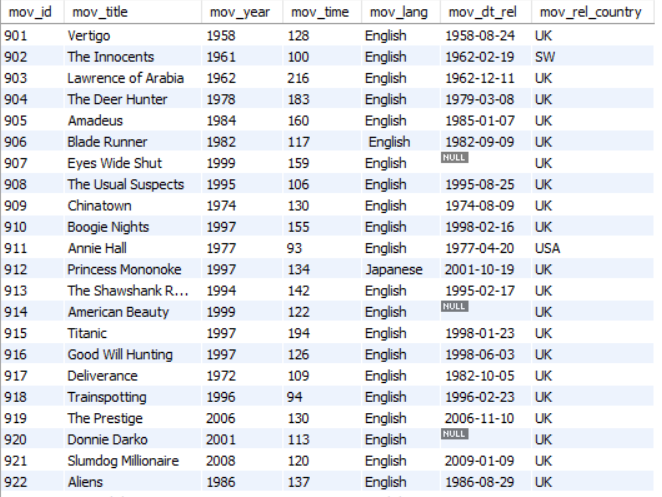 mov_id mov_title mov_year mov_time mov_lang mov_dt_rel mov_rel_country
901 Vertigo 1958 128 English 1958-08-24 UK
902 The Innocents 1961 100 English 1962-02-19 SW
903 Lawrence of Arabia 1962 216 English 1962-12-11 UK
904 The Deer Hunter 1978 183 English 1979-03-08 UK
905 Amadeus 1984 160 English 1985-01-07 UK
906 Blade Runner 1982 117 English 1982-09-09 UK
907 Eyes Wide Shut 1999 159 English NULL UK
908 The Usual Suspects 1995 106 English 1995-08-25 UK
909 Chinatown 1974 130 English 1974-08-09 UK
910 Boogie Nights 1997 155 English 1998-02-16 UK
911 Annie Hall 1977 93 English 1977-04-20 USA
912 Princess Mononoke 1997 134 Japanese 2001-10-19 UK
913 The Shawshank R... 1994 142 English 1995-02-17 UK
914 American Beauty 1999 122 English NULL UK
915 Titanic 1997 194 English 1998-01-23 UK
916 Good Will Hunting 1997 126 English 1998-06-03 UK
917 Deliverance 1972 109 English 1982-10-05 UK
918 Trainspotting 1996 94 English 1996-02-23 UK
919 The Prestige 2006 130 English 2006-11-10 UK
920 Donnie Darko 2001 113 English NULL UK
921 Slumdog Millionaire 2008 120 English 2009-01-09 UK
922 Aliens 1986 137 English 1986-08-29 UK